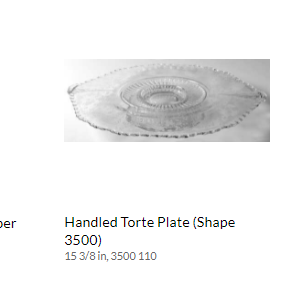 per
Handled Torte Plate (Shape
3500)
15 3/8 in, 3500 110